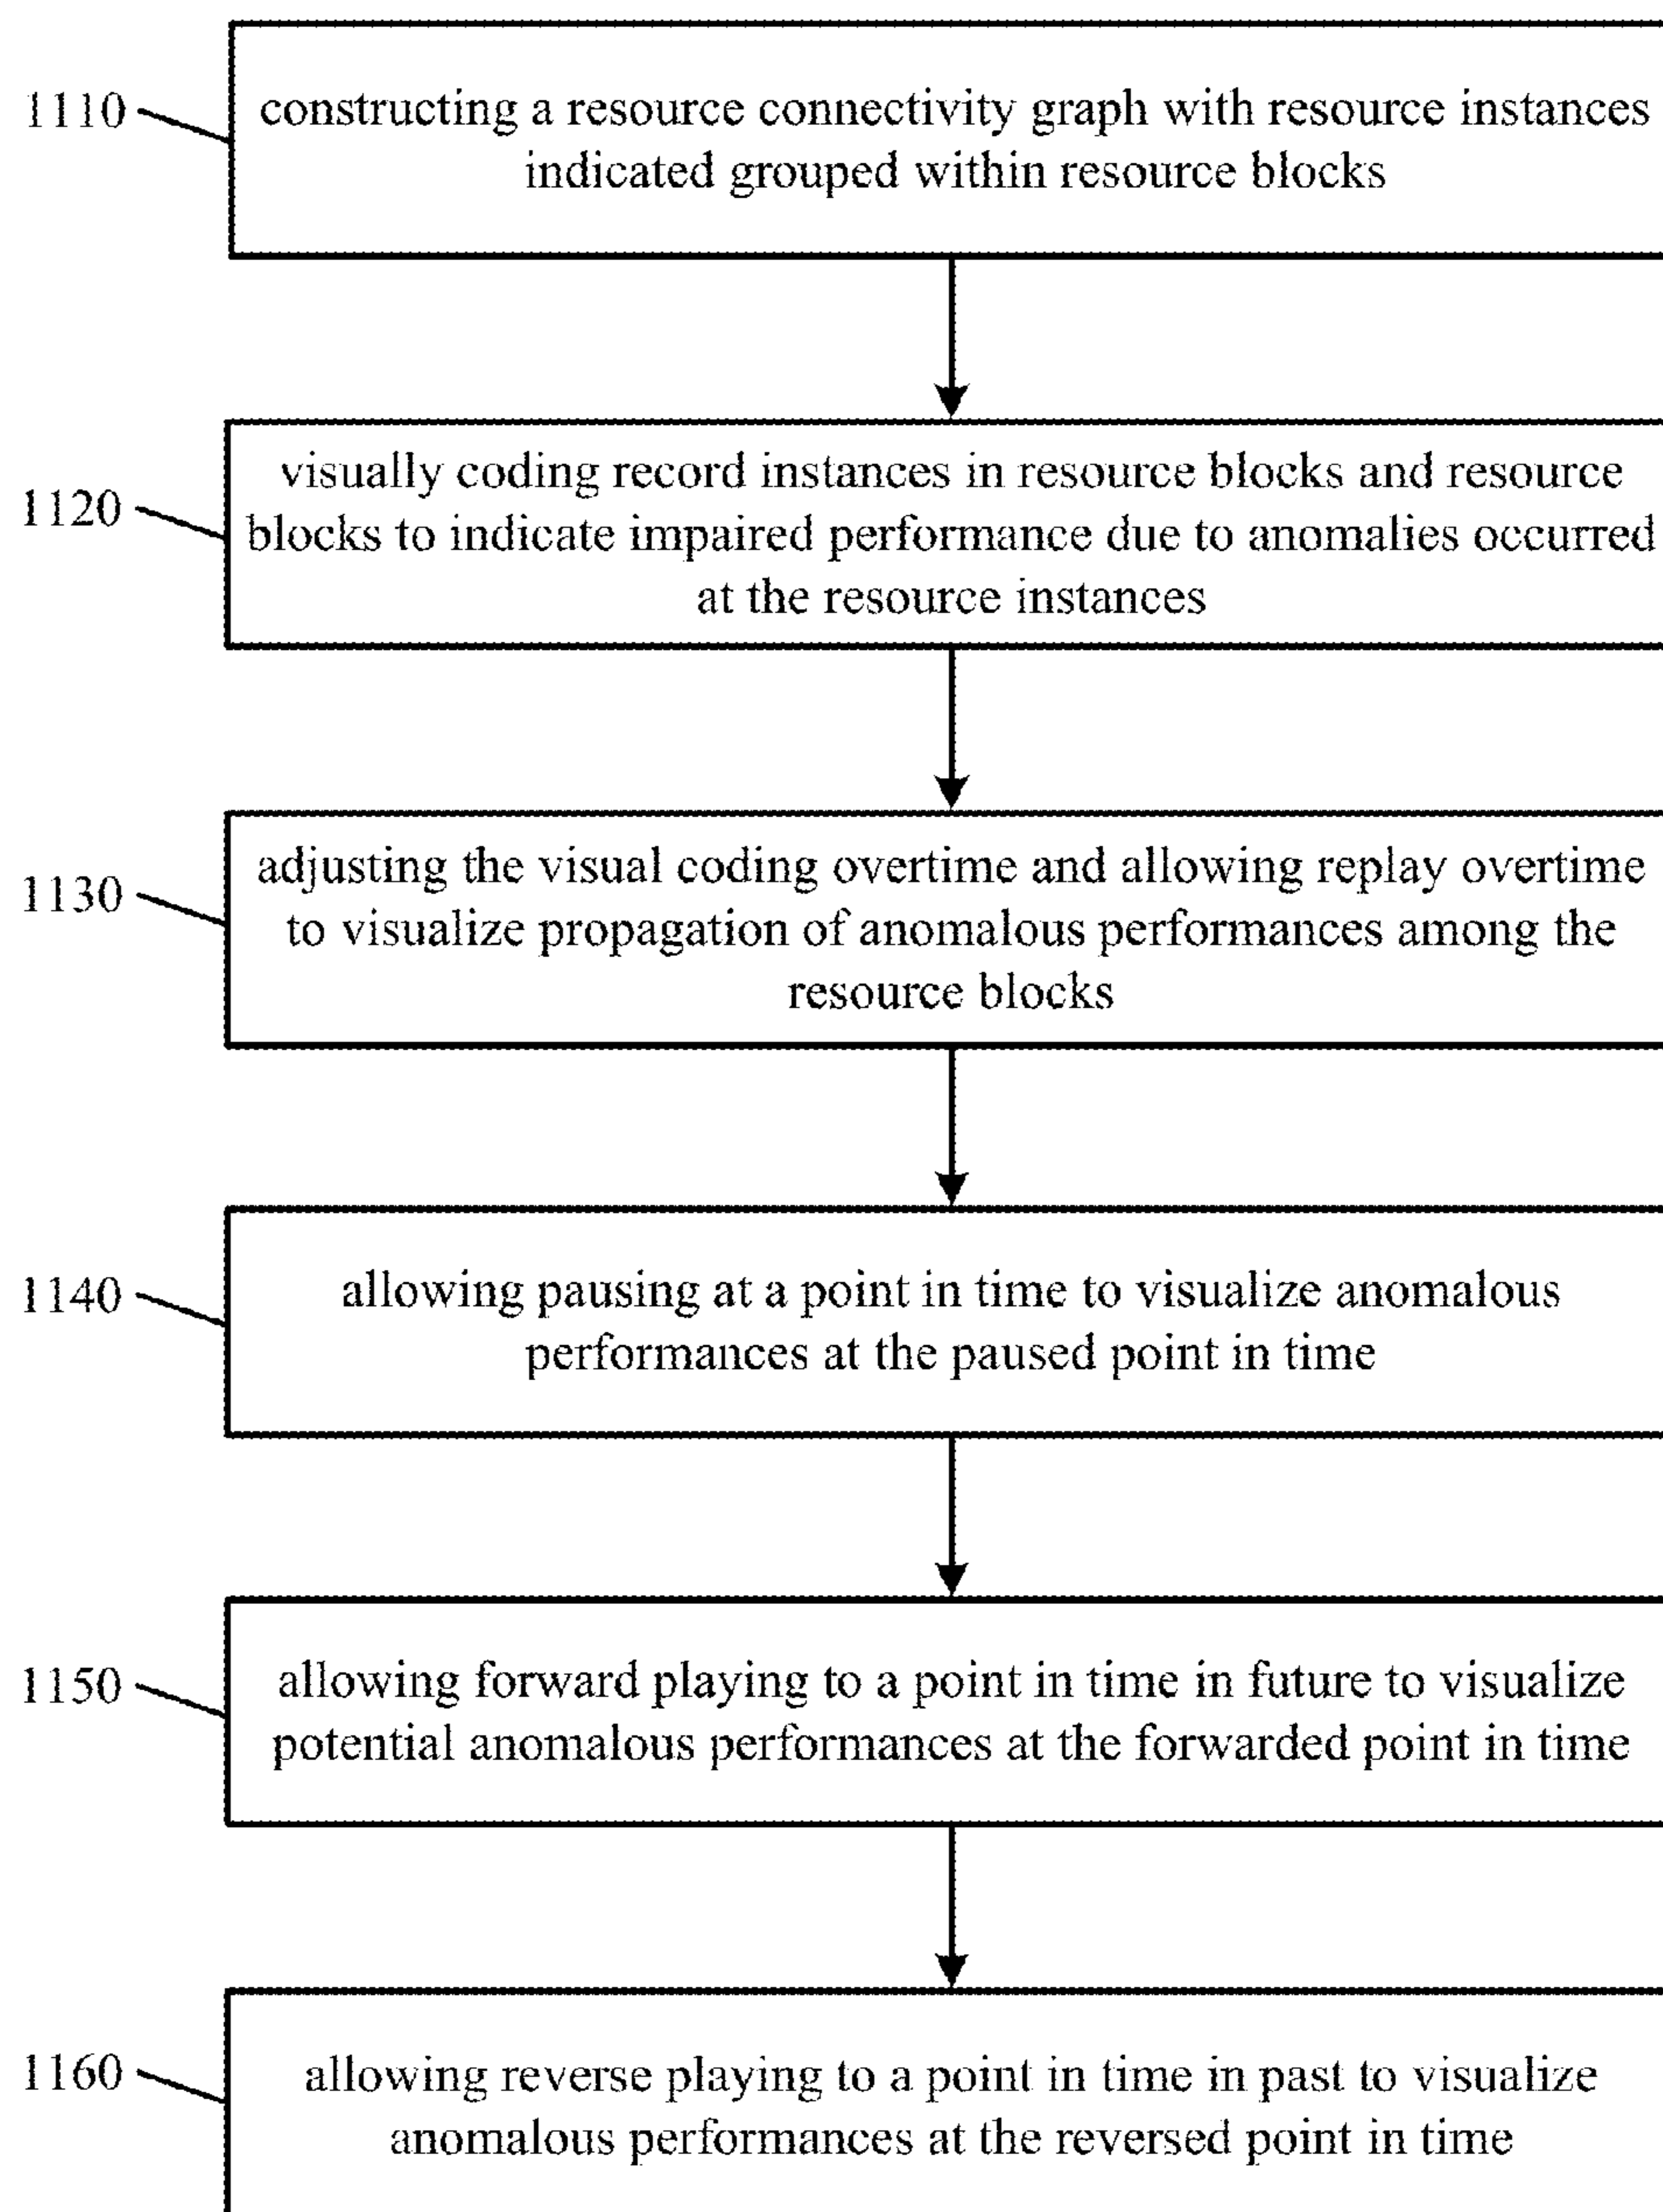 1110
constructing a resource connectivity graph with resource instances
indicated grouped within resource blocks
1120
visually coding record instances in resource blocks and resource
blocks to indicate impaired performance due to anomalies occurred
at the resource instances
1130
adjusting the visual coding overtime and allowing replay overtime
to visualize propagation of anomalous performances among the
resource blocks
1140
allowing pausing at a point in time to visualize anomalous
performances at the paused point in time
1150
allowing forward playing to a point in time in future to visualize
potential anomalous performances at the forwarded point in time
1160
allowing reverse playing to a point in time in past to visualize
anomalous performances at the reversed point in time